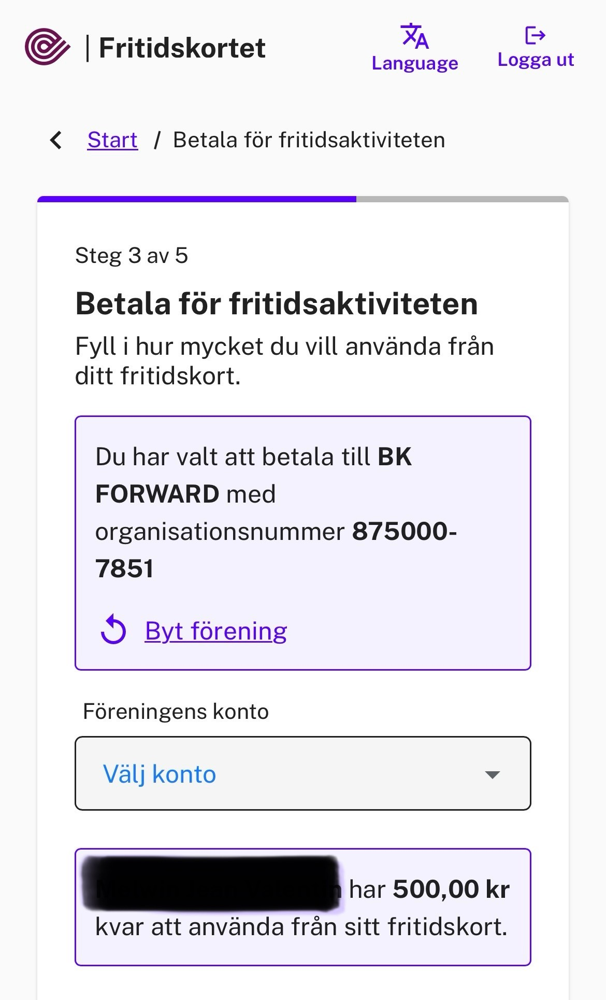 Fritidskortet
Language
Logga ut
Start / Betala för fritidsaktiviteten
Steg 3 av 5
Betala för fritidsaktiviteten
Fyll i hur mycket du vill använda från
ditt fritidskort.
Du har valt att betala till BK
FORWARD med
organisationsnummer 875000-
7851
Byt förening
Föreningens konto
Välj konto
har 500,00 kr
kvar att använda från sitt fritidskort.